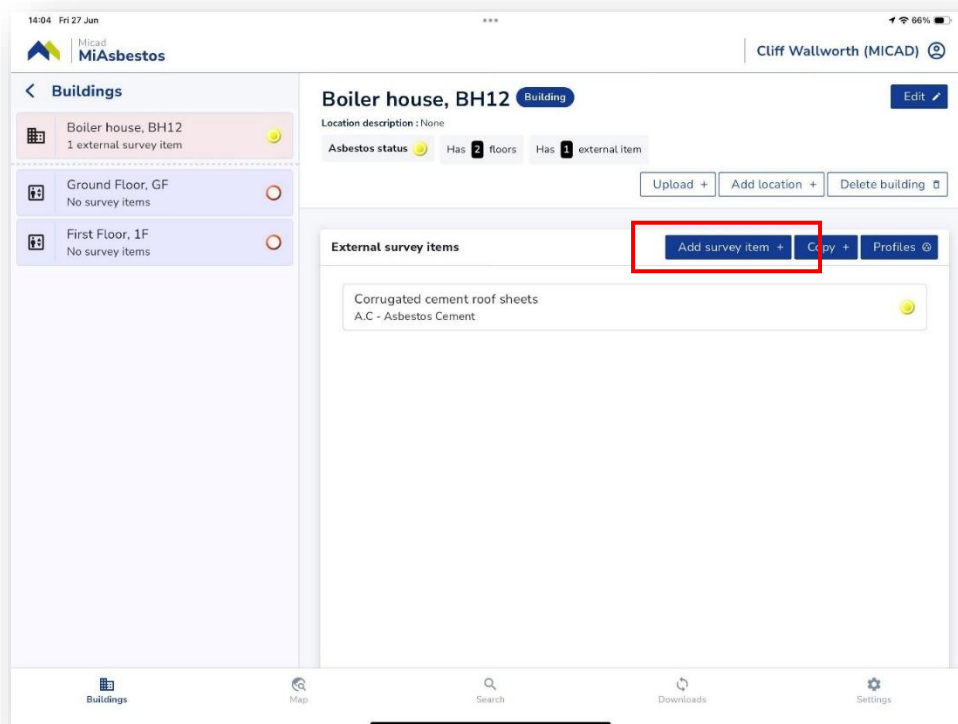 14:04 Fri 27 Jun
66%
Micad
MiAsbestos
Cliff Wallworth (MICAD)
Buildings
Boiler house, BH12
1 external survey item
Ground Floor, GF
No survey items
First Floor, 1F
No survey items
Boiler house, BH12 Building
Edit
Location description : None
Asbestos status Has 2 floors Has 1 external item
Upload + Add location + Delete building
External survey items
Add survey item + Copy + Profiles
Corrugated cement roof sheets
A.C - Asbestos Cement
Buildings Map Search Downloads Settings